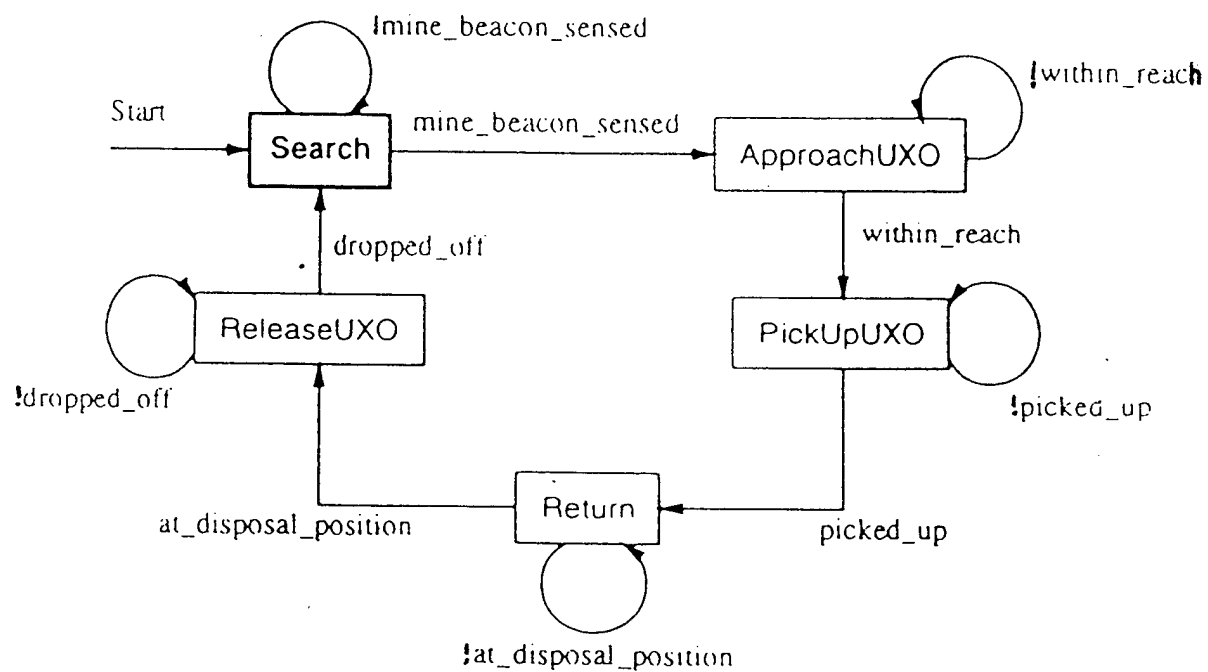 !mine_beacon_sensed
!within_reach
Start
mine_beacon_sensed
Search
ApproachUXO
within_reach
dropped_off
ReleaseUXO
PickUpUXO
!dropped_off
!picked_up
Return
at_disposal_position
picked_up
!at_disposal_position